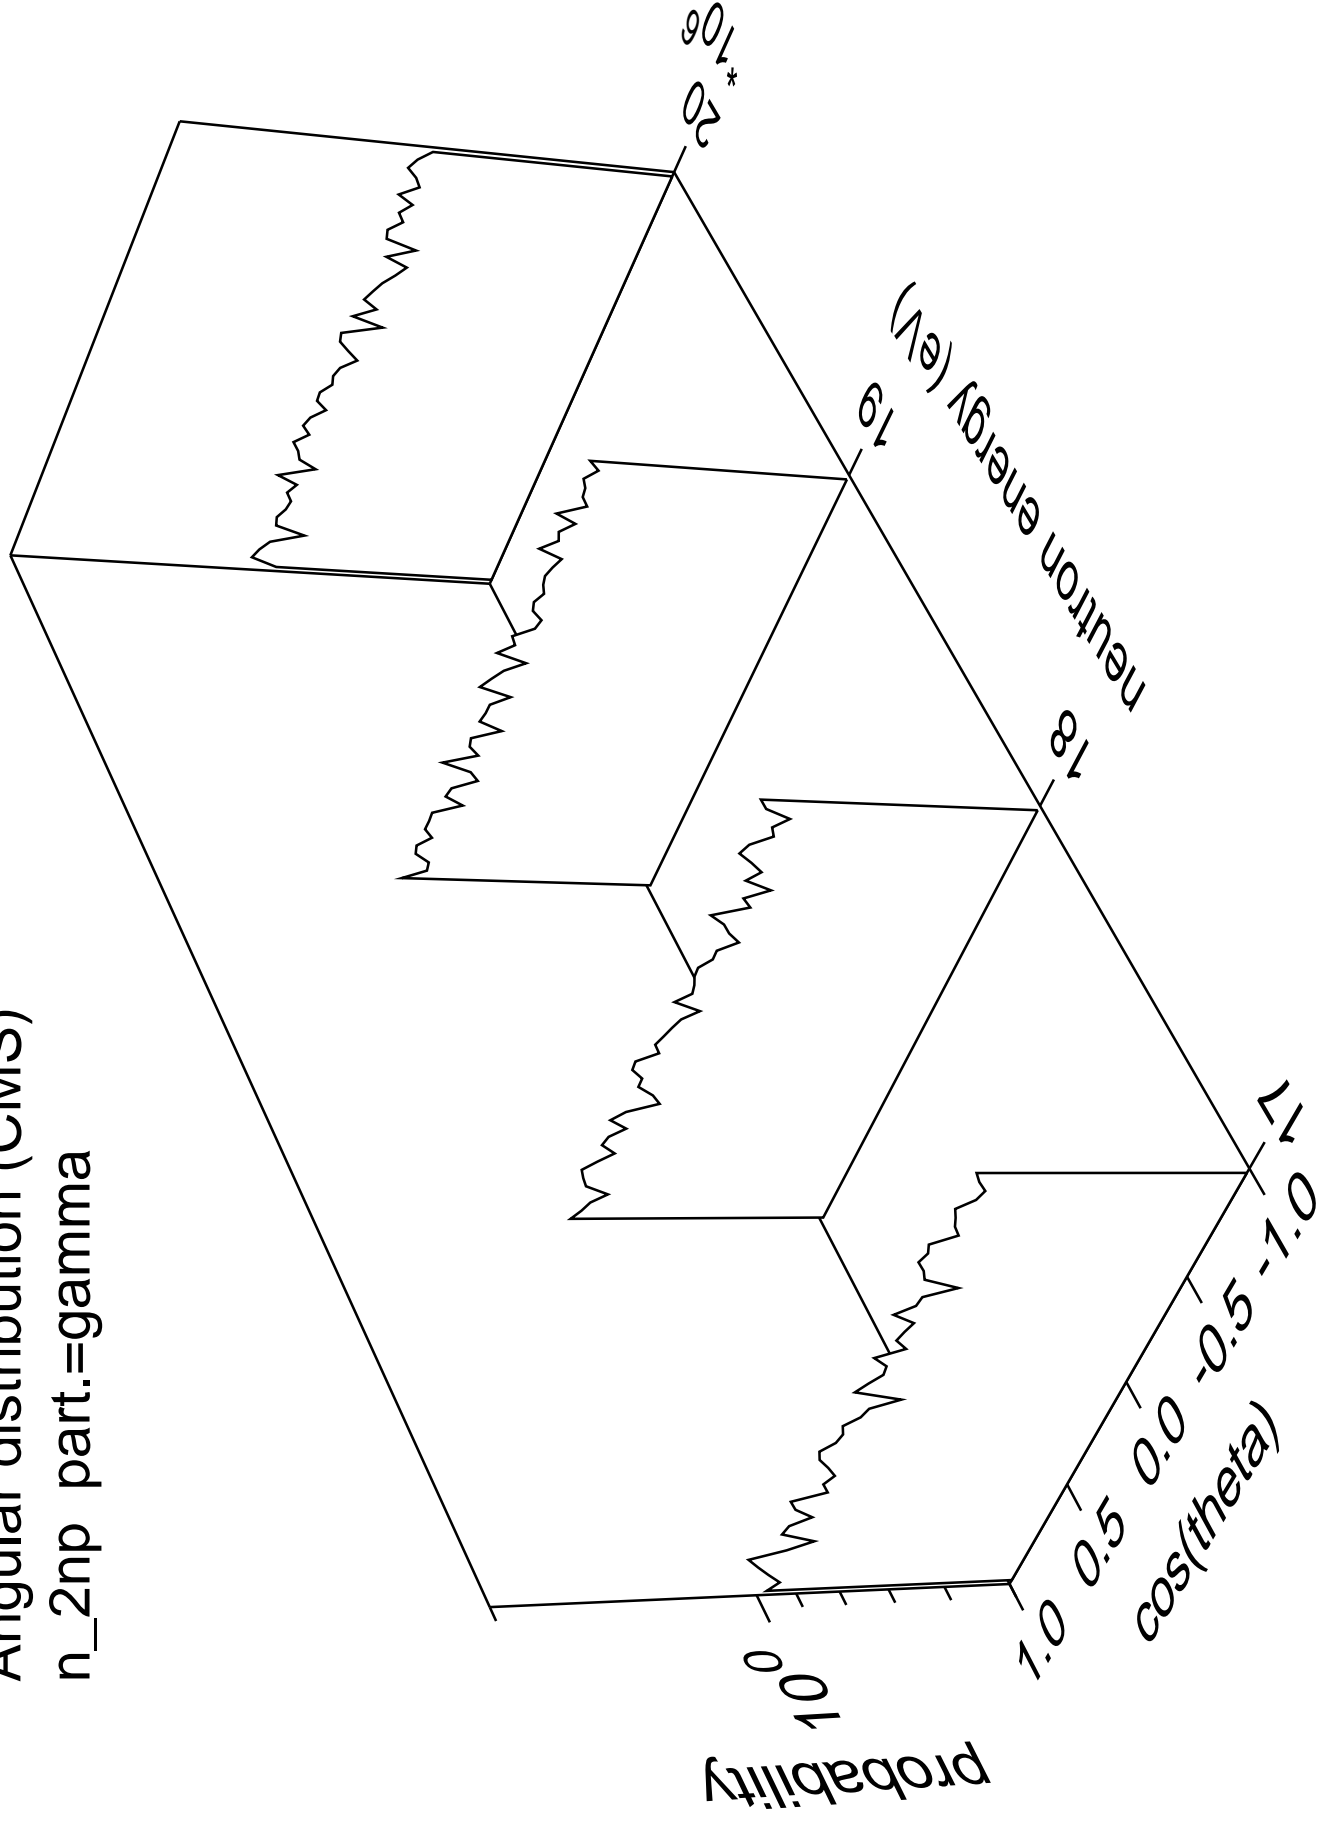 Angular distribution (CMS)
n_2np part.=gamma
probability
10^0
1.0 0.5 0.0 -0.5 -1.0
cos(theta)
17 18 19 20
*10^6
neutron energy (eV)